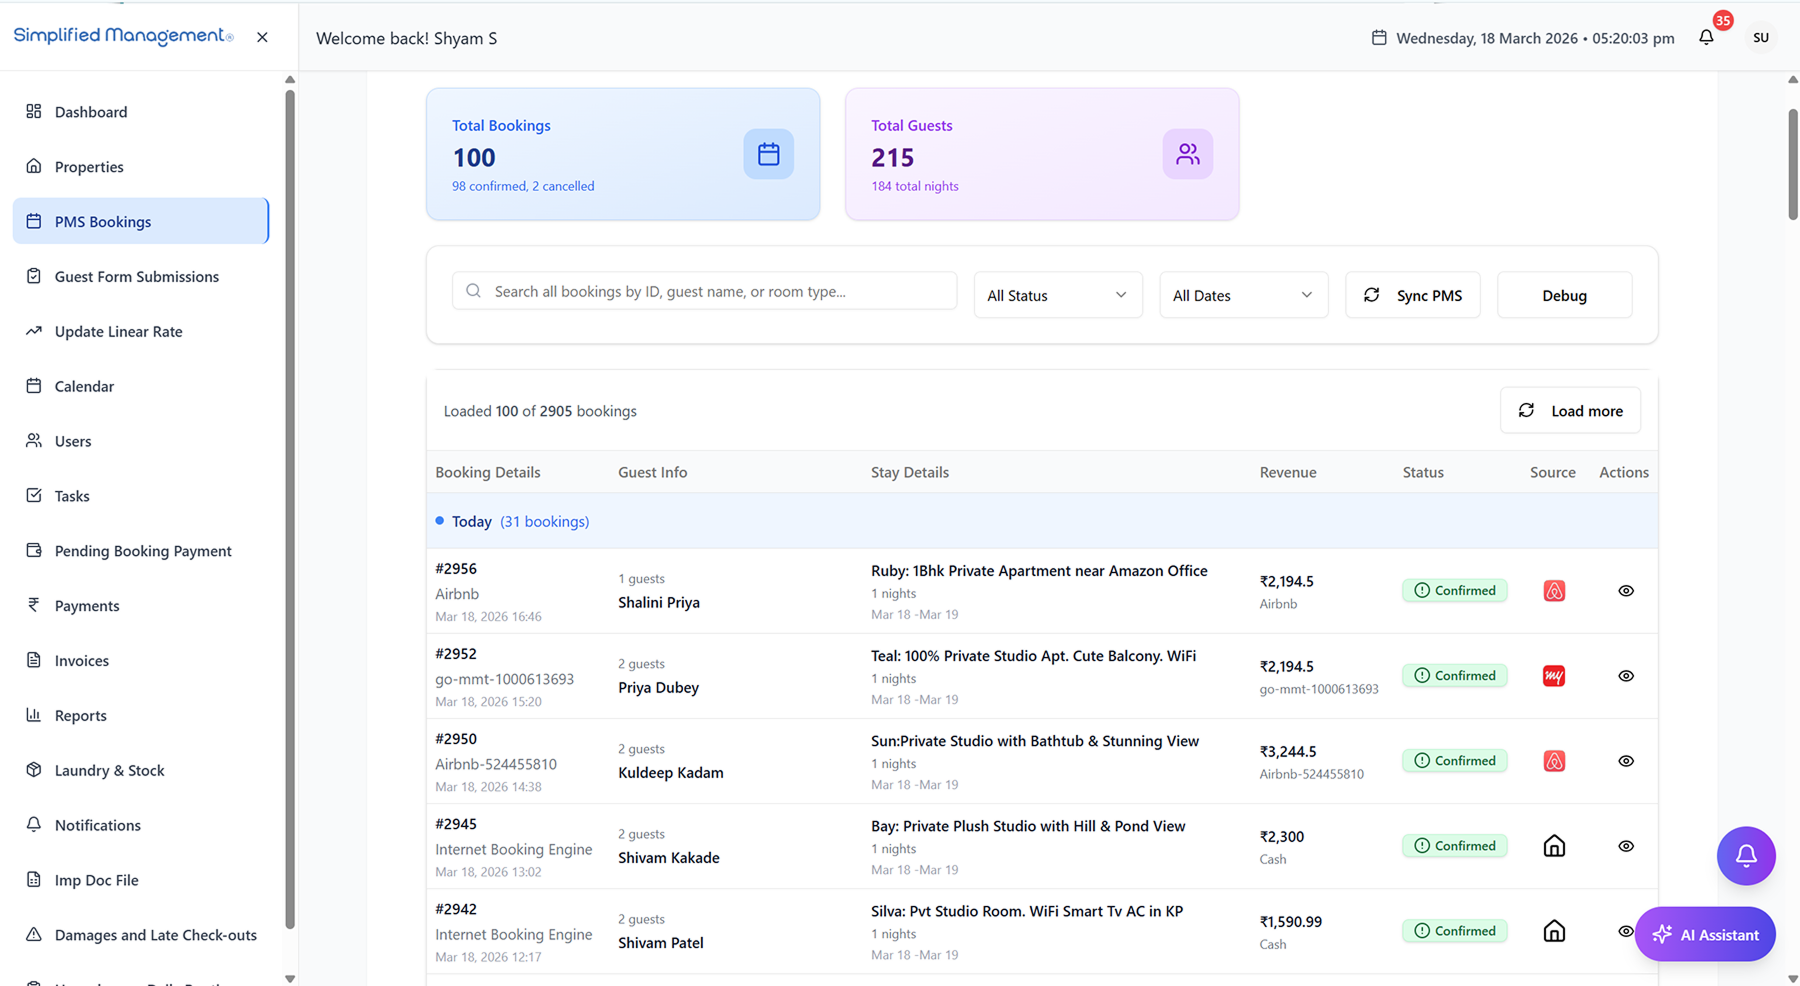 Simplified Management®
Welcome back! Shyam S
Wednesday, 18 March 2026 • 05:20:03 pm
35
SU
Dashboard
Properties
PMS Bookings
Guest Form Submissions
Update Linear Rate
Calendar
Users
Tasks
Pending Booking Payment
Payments
Invoices
Reports
Laundry & Stock
Notifications
Imp Doc File
Damages and Late Check-outs
Total Bookings
100
98 confirmed, 2 cancelled
Total Guests
215
184 total nights
Search all bookings by ID, guest name, or room type...
All Status
All Dates
Sync PMS
Debug
Loaded 100 of 2905 bookings
Load more
Booking Details Guest Info Stay Details Revenue Status Source Actions
Today (31 bookings)
#2956
Airbnb
Mar 18, 2026 16:46
1 guests
Shalini Priya
Ruby: 1Bhk Private Apartment near Amazon Office
1 nights
Mar 18 -Mar 19
₹2,194.5
Airbnb
Confirmed
#2952
go-mmt-1000613693
Mar 18, 2026 15:20
2 guests
Priya Dubey
Teal: 100% Private Studio Apt. Cute Balcony. WiFi
1 nights
Mar 18 -Mar 19
₹2,194.5
go-mmt-1000613693
Confirmed
my
#2950
Airbnb-524455810
Mar 18, 2026 14:38
2 guests
Kuldeep Kadam
Sun:Private Studio with Bathtub & Stunning View
1 nights
Mar 18 -Mar 19
₹3,244.5
Airbnb-524455810
Confirmed
#2945
Internet Booking Engine
Mar 18, 2026 13:02
2 guests
Shivam Kakade
Bay: Private Plush Studio with Hill & Pond View
1 nights
Mar 18 -Mar 19
₹2,300
Cash
Confirmed
#2942
Internet Booking Engine
Mar 18, 2026 12:17
2 guests
Shivam Patel
Silva: Pvt Studio Room. WiFi Smart Tv AC in KP
1 nights
Mar 18 -Mar 19
₹1,590.99
Cash
Confirmed
AI Assistant